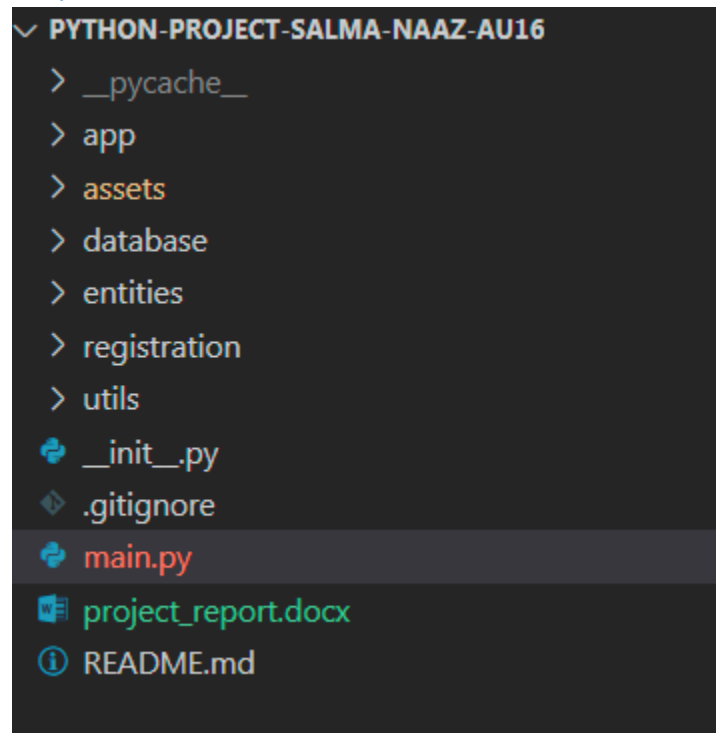 PYTHON-PROJECT-SALMA-NAAZ-AU16
__pycache__
app
assets
database
entities
registration
utils
__init__.py
.gitignore
main.py
project_report.docx
README.md